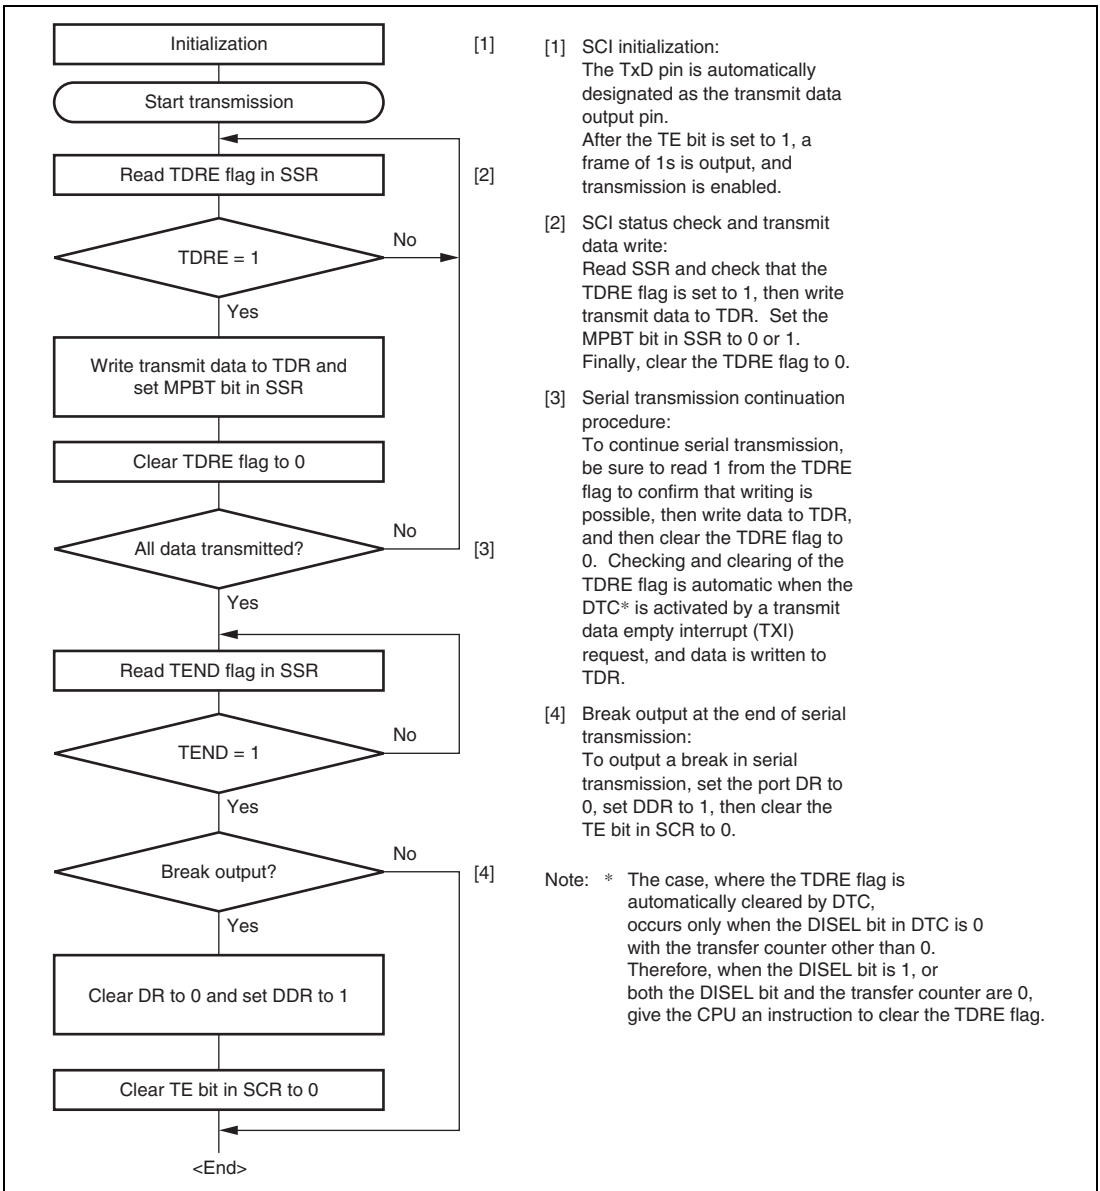 Initialization
[1]
Start transmission
Read TDRE flag in SSR
[2]
TDRE = 1
No
Yes
Write transmit data to TDR and
set MPBT bit in SSR
Clear TDRE flag to 0
All data transmitted?
No
[3]
Yes
Read TEND flag in SSR
TEND = 1
No
Yes
Break output?
No
[4]
Yes
Clear DR to 0 and set DDR to 1
Clear TE bit in SCR to 0
<End>
[1] SCI initialization:
The TxD pin is automatically
designated as the transmit data
output pin.
After the TE bit is set to 1, a
frame of 1s is output, and
transmission is enabled.
[2] SCI status check and transmit
data write:
Read SSR and check that the
TDRE flag is set to 1, then write
transmit data to TDR. Set the
MPBT bit in SSR to 0 or 1.
Finally, clear the TDRE flag to 0.
[3] Serial transmission continuation
procedure:
To continue serial transmission,
be sure to read 1 from the TDRE
flag to confirm that writing is
possible, then write data to TDR,
and then clear the TDRE flag to
0. Checking and clearing of the
TDRE flag is automatic when the
DTC* is activated by a transmit
data empty interrupt (TXI)
request, and data is written to
TDR.
[4] Break output at the end of serial
transmission:
To output a break in serial
transmission, set the port DR to
0, set DDR to 1, then clear the
TE bit in SCR to 0.
Note: * The case, where the TDRE flag is
automatically cleared by DTC,
occurs only when the DISEL bit in DTC is 0
with the transfer counter other than 0.
Therefore, when the DISEL bit is 1, or
both the DISEL bit and the transfer counter are 0,
give the CPU an instruction to clear the TDRE flag.